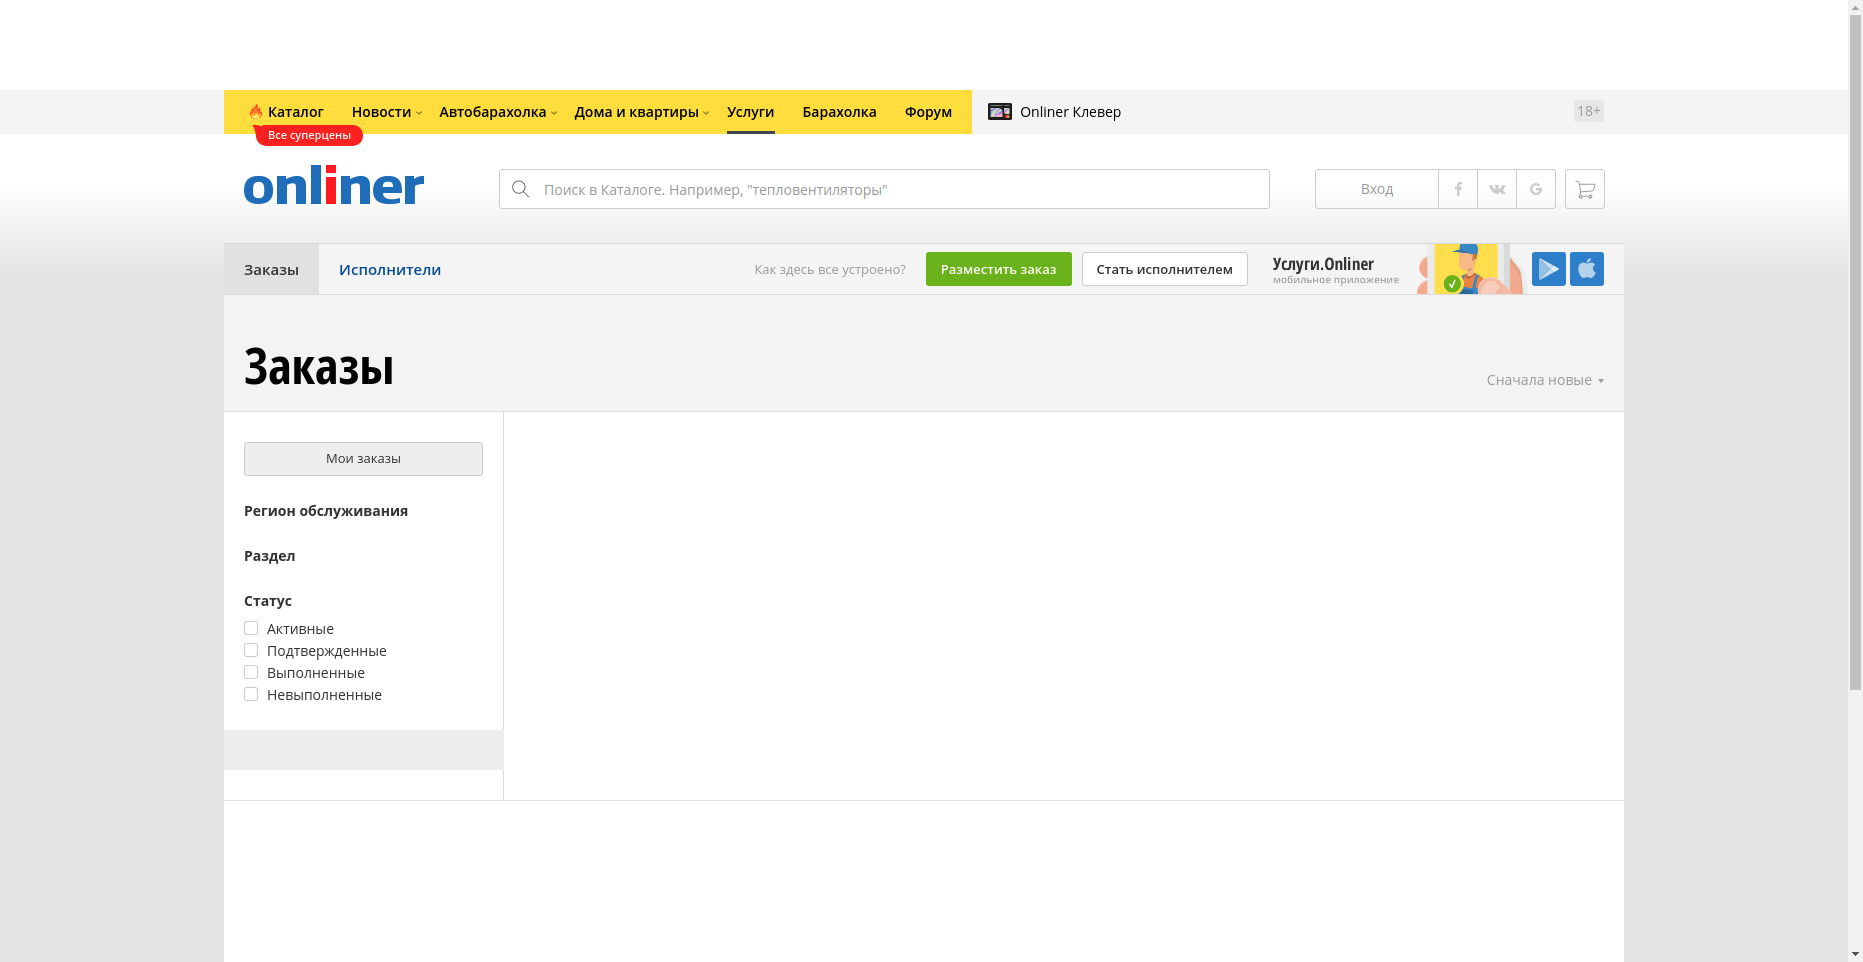 Каталог Новости Автобарахолка Дома и квартиры Услуги Барахолка Форум Onliner Клевер 18+
Все суперцены
onliner Поиск в Каталоге. Например, "тепловентиляторы" Вход
Заказы Исполнители Как здесь все устроено? Разместить заказ Стать исполнителем Услуги.Onliner
мобильное приложение
Заказы
Сначала новые
Мои заказы
Регион обслуживания
Раздел
Статус
Активные
Подтвержденные
Выполненные
Невыполненные